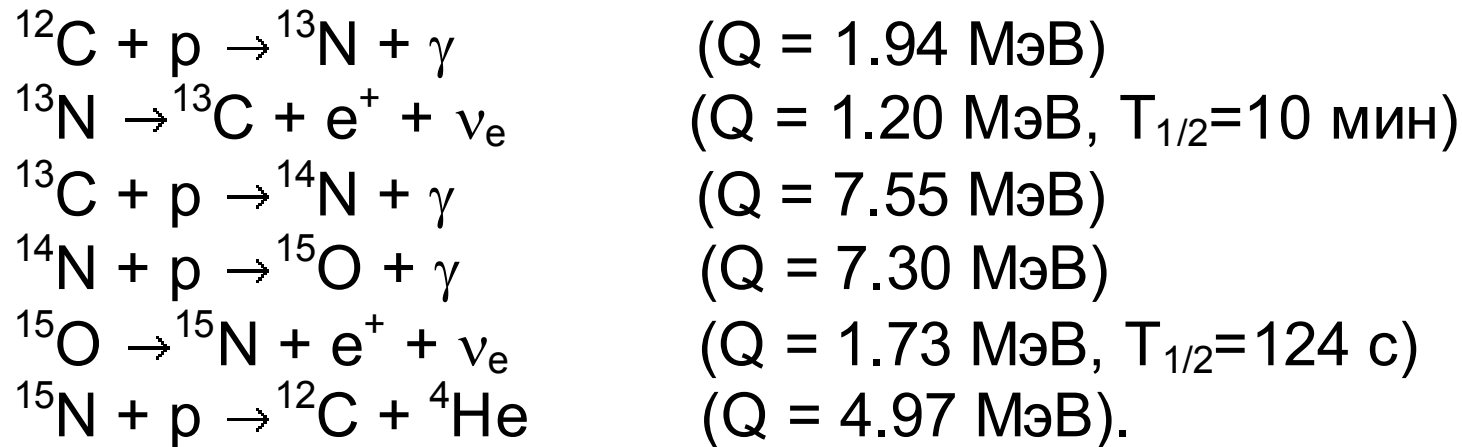 ¹²C + p →¹³N + γ (Q = 1.94 МэВ)
¹³N →¹³C + e⁺ + νₑ (Q = 1.20 МэВ, T₁/₂=10 мин)
¹³C + p →¹⁴N + γ (Q = 7.55 МэВ)
¹⁴N + p →¹⁵O + γ (Q = 7.30 МэВ)
¹⁵O →¹⁵N + e⁺ + νₑ (Q = 1.73 МэВ, T₁/₂=124 с)
¹⁵N + p →¹²C + ⁴He (Q = 4.97 МэВ).